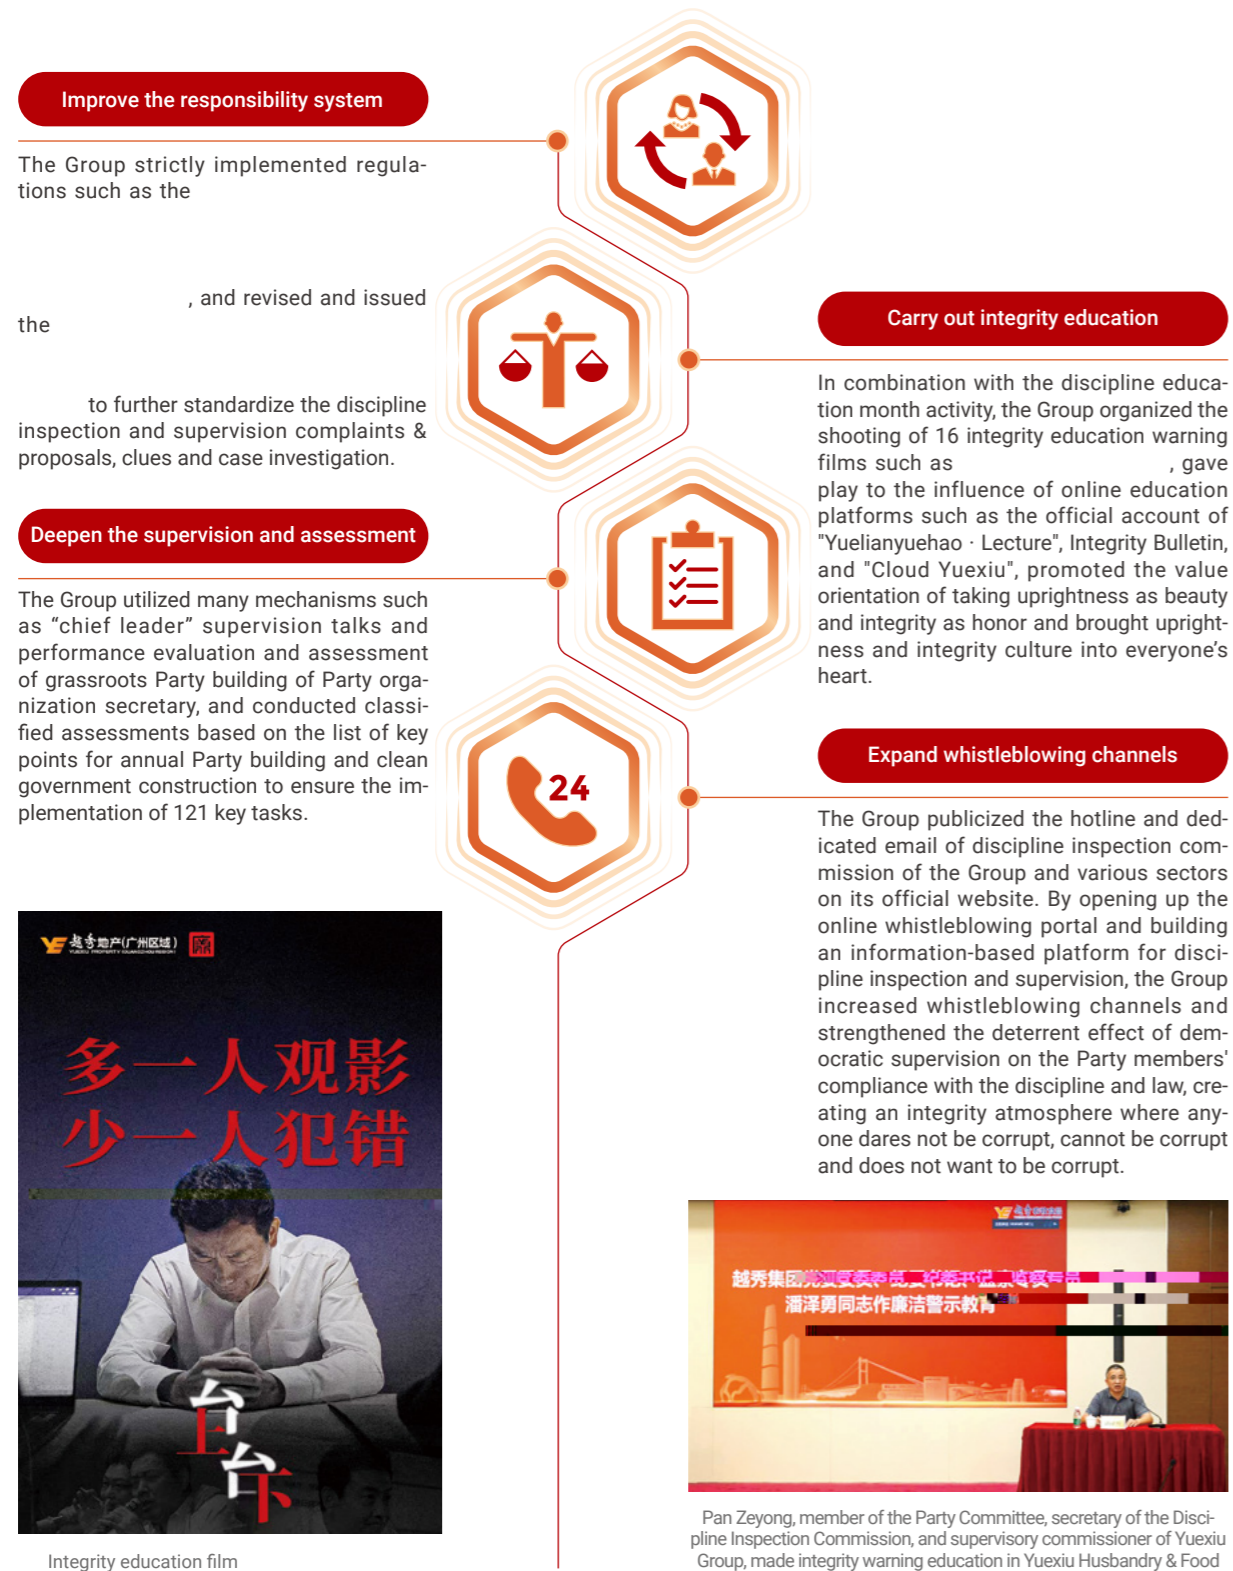 Improve the responsibility system
The Group strictly implemented regula-
tions such as the
, and revised and issued
the
to further standardize the discipline
inspection and supervision complaints &
proposals, clues and case investigation.
Deepen the supervision and assessment
The Group utilized many mechanisms such
as “chief leader” supervision talks and
performance evaluation and assessment
of grassroots Party building of Party orga-
nization secretary, and conducted classi-
fied assessments based on the list of key
points for annual Party building and clean
government construction to ensure the im-
plementation of 121 key tasks.
24
Carry out integrity education
In combination with the discipline educa-
tion month activity, the Group organized the
shooting of 16 integrity education warning
films such as , gave
play to the influence of online education
platforms such as the official account of
"Yuelianyuehao · Lecture", Integrity Bulletin,
and "Cloud Yuexiu", promoted the value
orientation of taking uprightness as beauty
and integrity as honor and brought upright-
ness and integrity culture into everyone’s
heart.
Expand whistleblowing channels
The Group publicized the hotline and ded-
icated email of discipline inspection com-
mission of the Group and various sectors
on its official website. By opening up the
online whistleblowing portal and building
an information-based platform for disci-
pline inspection and supervision, the Group
increased whistleblowing channels and
strengthened the deterrent effect of dem-
ocratic supervision on the Party members'
compliance with the discipline and law, cre-
ating an integrity atmosphere where any-
one dares not be corrupt, cannot be corrupt
and does not want to be corrupt.
越秀地产(广州区域)
多一人观影
少一人犯错
台上
台下
Integrity education film
越秀集团
潘泽勇同志作廉洁警示教育
Pan Zeyong, member of the Party Committee, secretary of the Disci-
pline Inspection Commission, and supervisory commissioner of Yuexiu
Group, made integrity warning education in Yuexiu Husbandry & Food